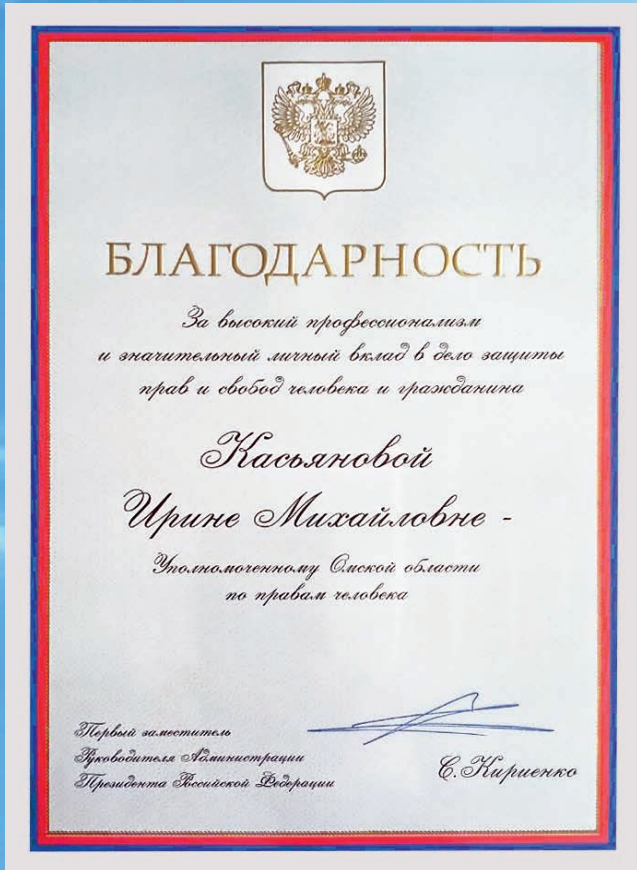 БЛАГОДАРНОСТЬ
За высокий профессионализм
и значительный личный вклад в дело защиты
прав и свобод человека и гражданина
Касьяновой
Ирине Михайловне -
Уполномоченному Омской области
по правам человека
Первый заместитель
Руководителя Администрации
Президента Российской Федерации
С.Кириенко